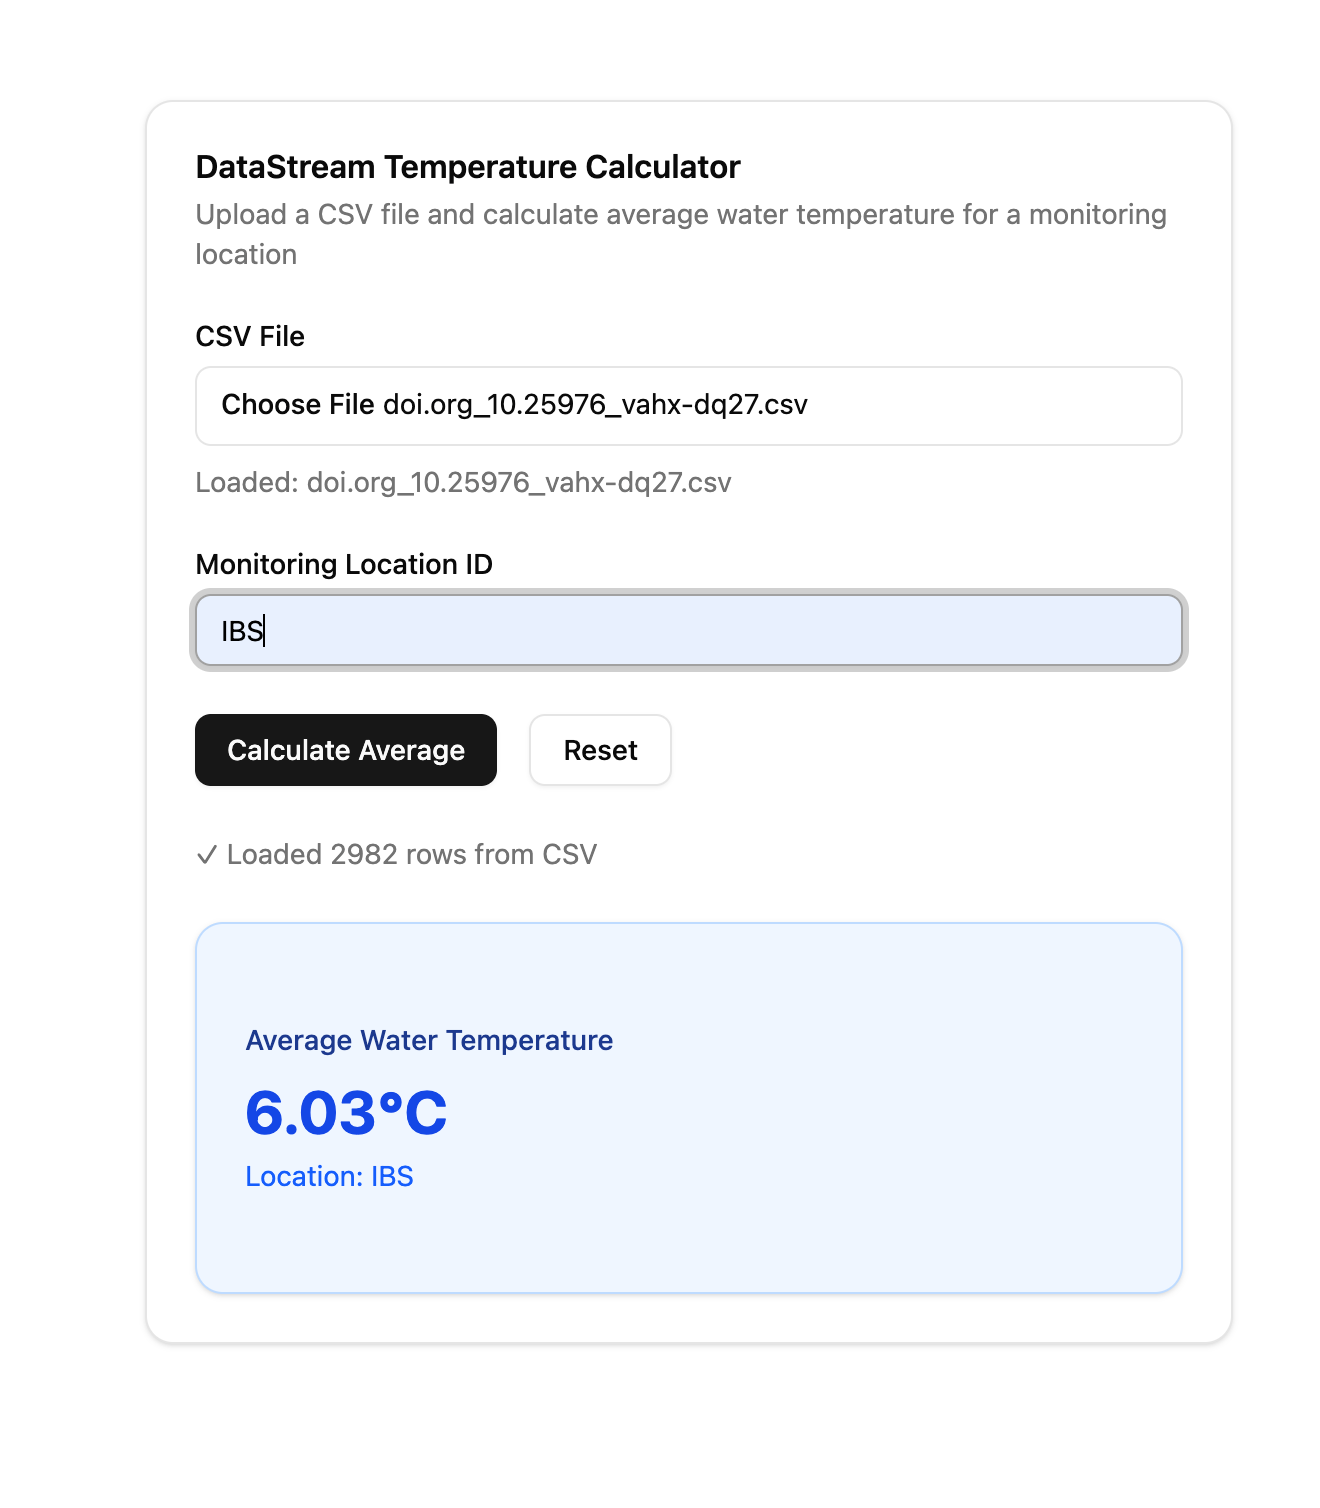 DataStream Temperature Calculator
Upload a CSV file and calculate average water temperature for a monitoring
location
CSV File
Choose File doi.org_10.25976_vahx-dq27.csv
Loaded: doi.org_10.25976_vahx-dq27.csv
Monitoring Location ID
IBS
Calculate Average Reset
✓ Loaded 2982 rows from CSV
Average Water Temperature
6.03°C
Location: IBS